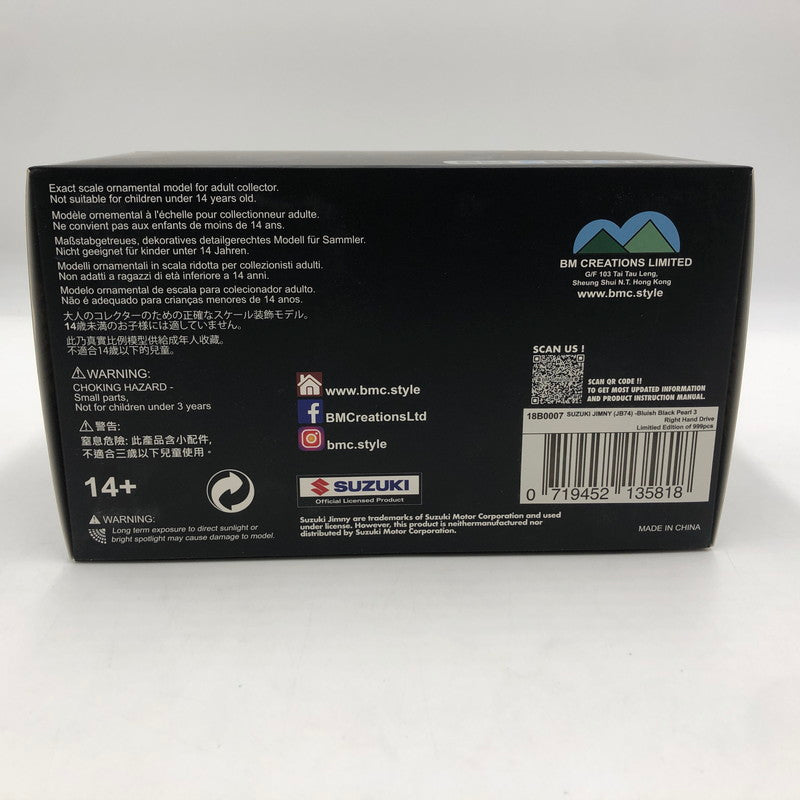 Exact scale ornamental model for adult collector.
Not suitable for children under 14 years old.
Modèle ornemental à l'échelle pour collectionneur adulte.
Ne convient pas aux enfants de moins de 14 ans.
Maßstabgetreues, dekoratives detailgerechtes Modell für Sammler.
Nicht geeignet für kinder unter 14 Jahren.
Modelli ornamentali in scala ridotta per collezionisti adulti.
Non adatti a ragazzi di età inferiore a 14 anni.
Modelo ornamental de escala para colecionador adulto.
Não é adequado para crianças menores de 14 anos.
大人のコレクターのための正確なスケール装飾モデル。
14歳未満のお子様には適していません。
此乃真實比例模型供給成年人收藏。
不適合14歲以下的兒童。
WARNING:
CHOKING HAZARD -
Small parts,
Not for children under 3 years
警告:
窒息危險: 此產品含小配件,
不適合三歲以下兒童使用。
14+
WARNING:
Long term exposure to direct sunlight or
bright spotlight may cause damage to model.
www.bmc.style
BMCreationsLtd
bmc.style
SUZUKI
Official Licensed Product
Suzuki Jimny are trademarks of Suzuki Motor Corporation and used
under license. However, this product is neithermanufactured nor
distributed by Suzuki Motor Corporation.
BM CREATIONS LIMITED
G/F 103 Tai Tau Leng,
Sheung Shui N.T. Hong Kong
www.bmc.style
SCAN US !
SCAN QR CODE !!
TO GET MOST UPDATED INFORMATION
AND PRODUCT INSTRUCTION MANUAL.
18B0007 SUZUKI JIMNY (JB74) -Bluish Black Pearl 3
Right Hand Drive
Limited Edition of 999pcs
0 719452 135818
MADE IN CHINA